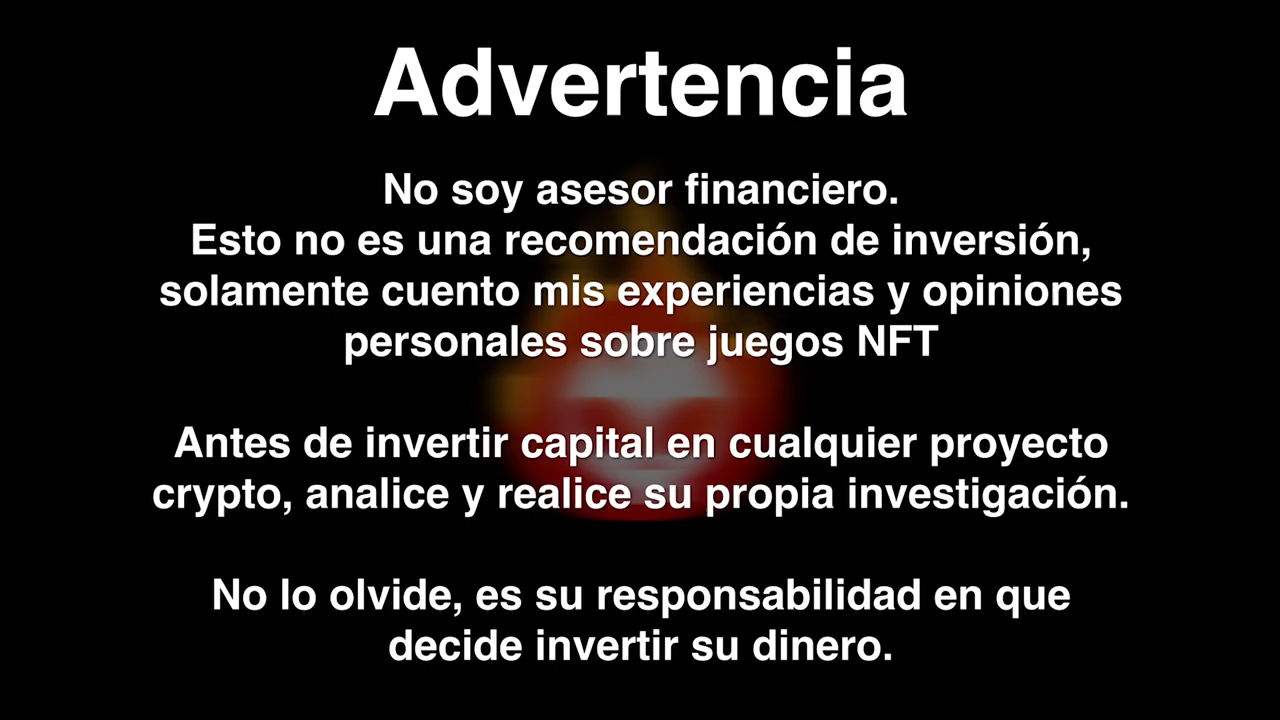 Advertencia
No soy asesor financiero.
Esto no es una recomendación de inversión,
solamente cuento mis experiencias y opiniones
personales sobre juegos NFT
Antes de invertir capital en cualquier proyecto
crypto, analice y realice su propia investigación.
No lo olvide, es su responsabilidad en que
decide invertir su dinero.